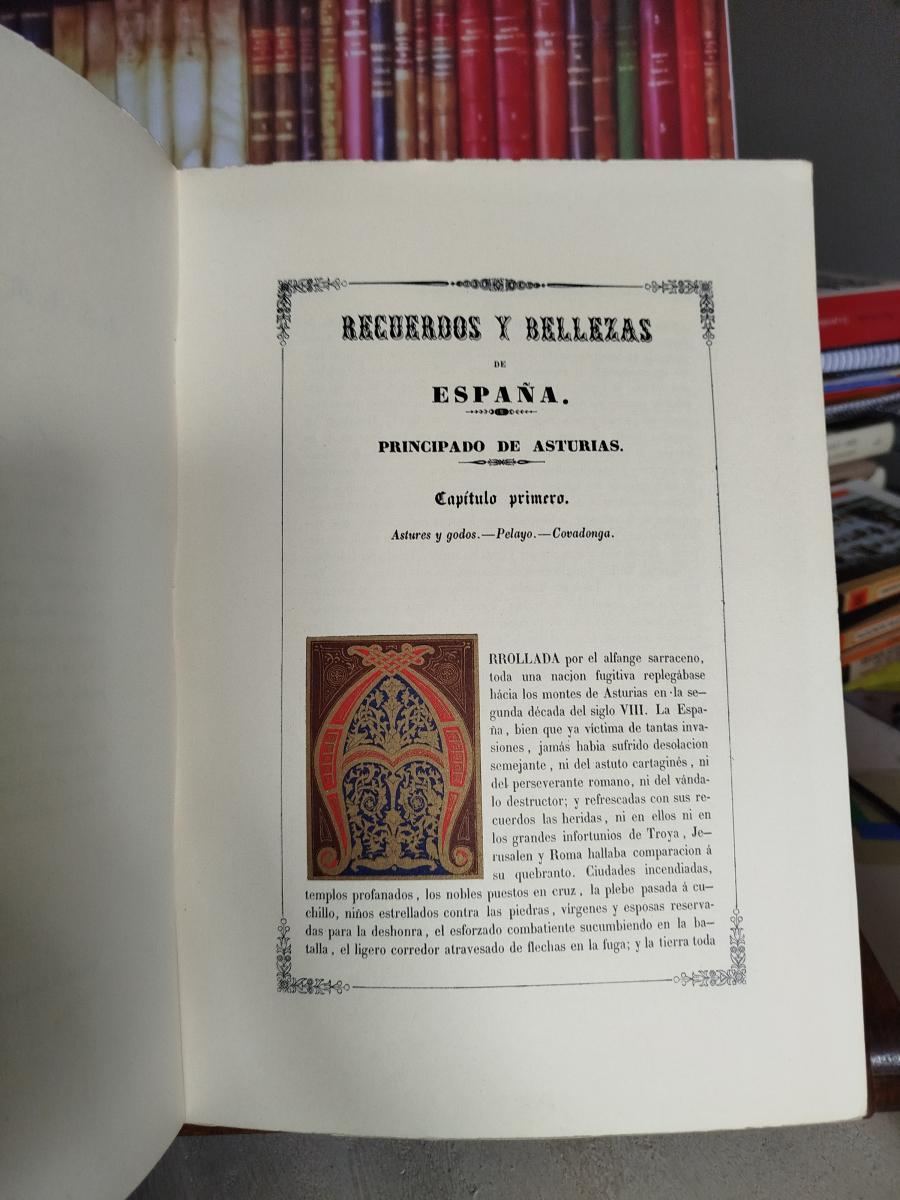 RECUERDOS Y BELLEZAS
DE
ESPAÑA.
PRINCIPADO DE ASTURIAS.
Capítulo primero.
Astures y godos.—Pelayo.—Covadonga.
ARROLLADA por el alfange sarraceno,
toda una nacion fugitiva replegábase
hácia los montes de Asturias en la se—
gunda década del siglo VIII. La Espa-
ña, bien que ya víctima de tantas inva-
siones, jamás habia sufrido desolacion
semejante, ni del astuto cartaginés, ni
del perseverante romano, ni del vánda-
lo destructor; y refrescadas con sus re-
cuerdos las heridas, ni en ellos ni en
los grandes infortunios de Troya, Je—
rusalen y Roma hallaba comparacion á
su quebranto. Ciudades incendiadas,
templos profanados, los nobles puestos en cruz, la plebe pasada á cu—
chillo, niños estrellados contra las piedras, vírgenes y esposas reserva-
das para la deshonra, el esforzado combatiente sucumbiendo en la ba-
talla, el ligero corredor atravesado de flechas en la fuga; y la tierra toda